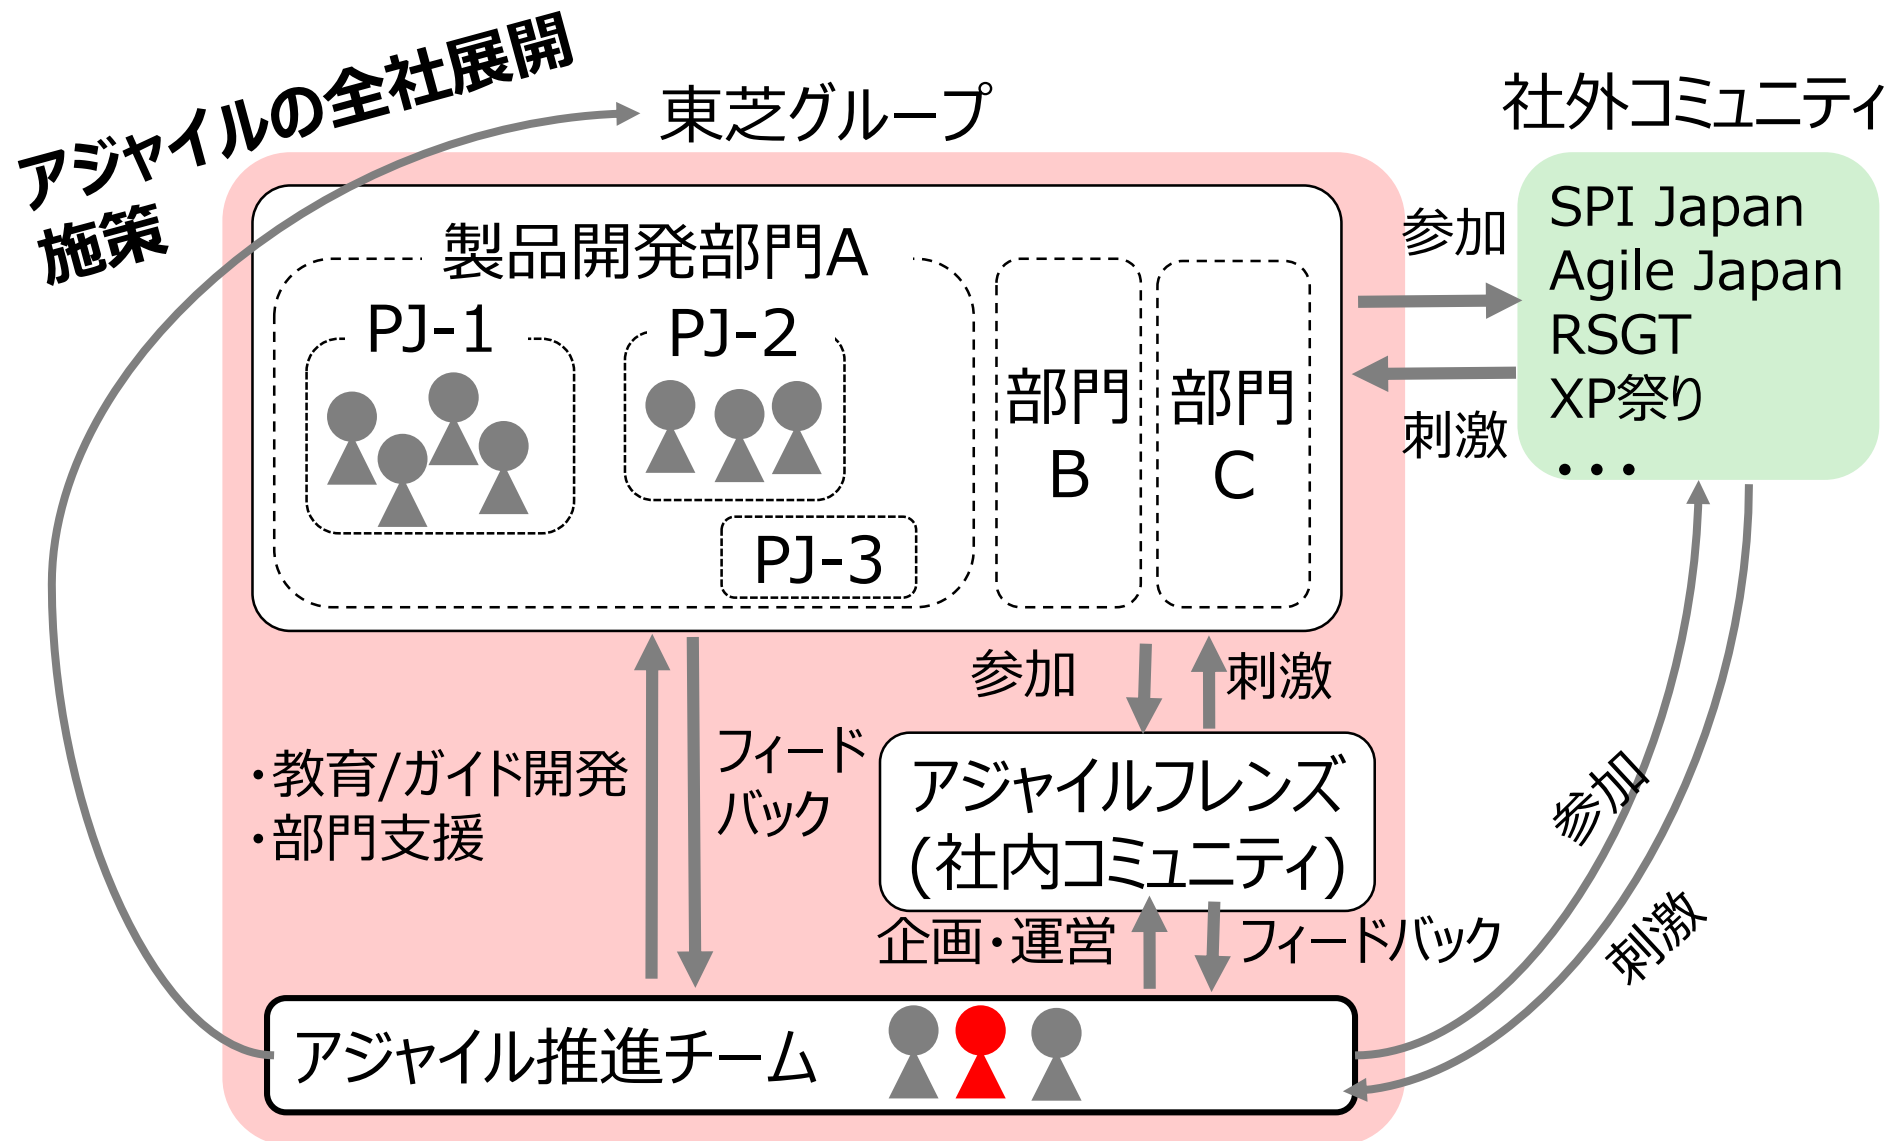 アジャイルの全社展開
施策
東芝グループ
社外コミュニティ
製品開発部門A
PJ-1
PJ-2
PJ-3
部門
B
部門
C
参加
刺激
SPI Japan
Agile Japan
RSGT
XP祭り
・・・
参加
刺激
・教育/ガイド開発
・部門支援
フィード
バック
アジャイルフレンズ
(社内コミュニティ)
企画・運営
フィードバック
参加
刺激
アジャイル推進チーム